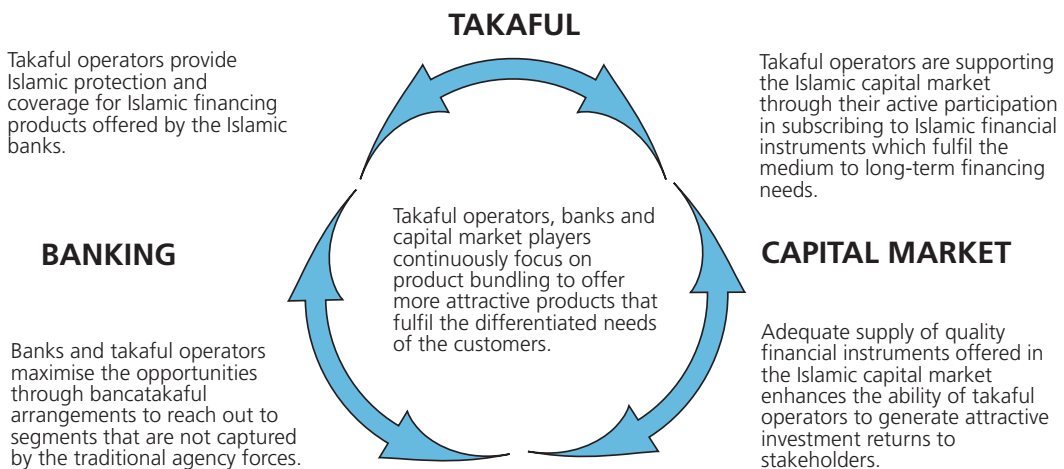 TAKAFUL
Takaful operators provide
Islamic protection and
coverage for Islamic financing
products offered by the Islamic
banks.
Takaful operators are supporting
the Islamic capital market
through their active participation
in subscribing to Islamic financial
instruments which fulfil the
medium to long-term financing
needs.
Takaful operators, banks and
capital market players
continuously focus on
product bundling to offer
more attractive products that
fulfil the differentiated needs
of the customers.
BANKING
CAPITAL MARKET
Banks and takaful operators
maximise the opportunities
through bancatakaful
arrangements to reach out to
segments that are not captured
by the traditional agency forces.
Adequate supply of quality
financial instruments offered in
the Islamic capital market
enhances the ability of takaful
operators to generate attractive
investment returns to
stakeholders.